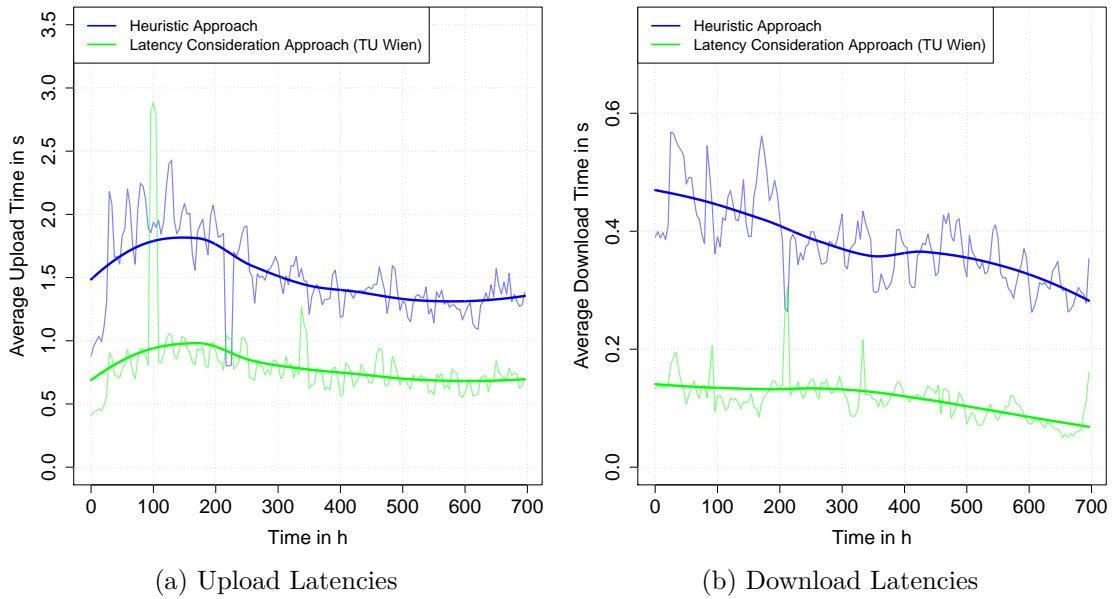 Heuristic Approach
Latency Consideration Approach (TU Wien)
Average Upload Time in s
3.5
3.0
2.5
2.0
1.5
1.0
0.5
0.0
0 100 200 300 400 500 600 700
Time in h
(a) Upload Latencies
Heuristic Approach
Latency Consideration Approach (TU Wien)
Average Download Time in s
0.6
0.4
0.2
0.0
0 100 200 300 400 500 600 700
Time in h
(b) Download Latencies